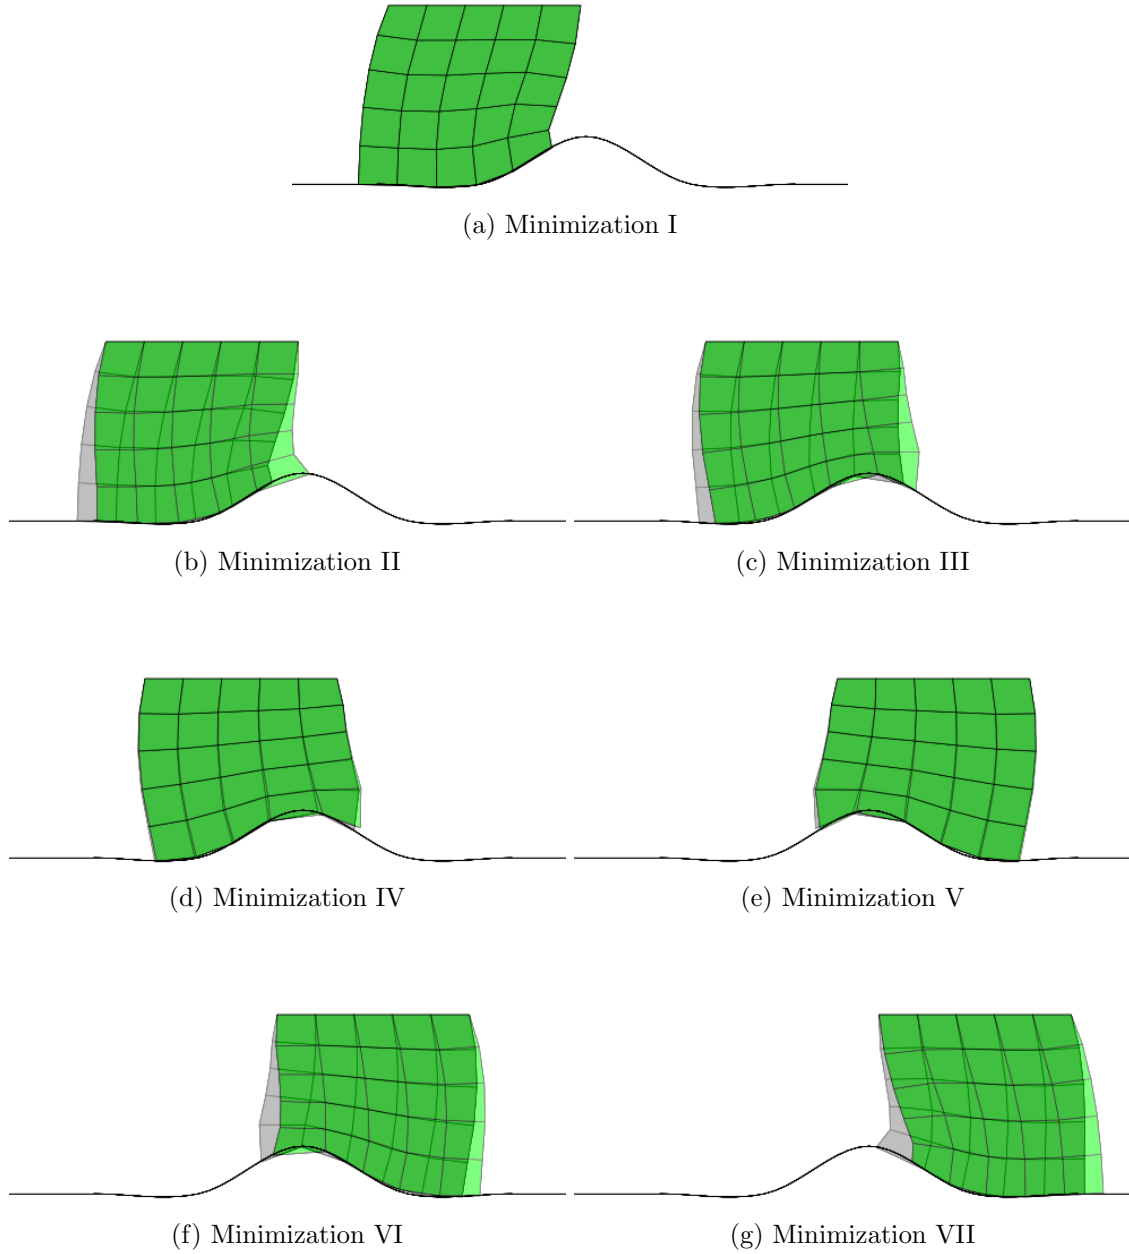 (a) Minimization I
(b) Minimization II
(c) Minimization III
(d) Minimization IV
(e) Minimization V
(f) Minimization VI
(g) Minimization VII